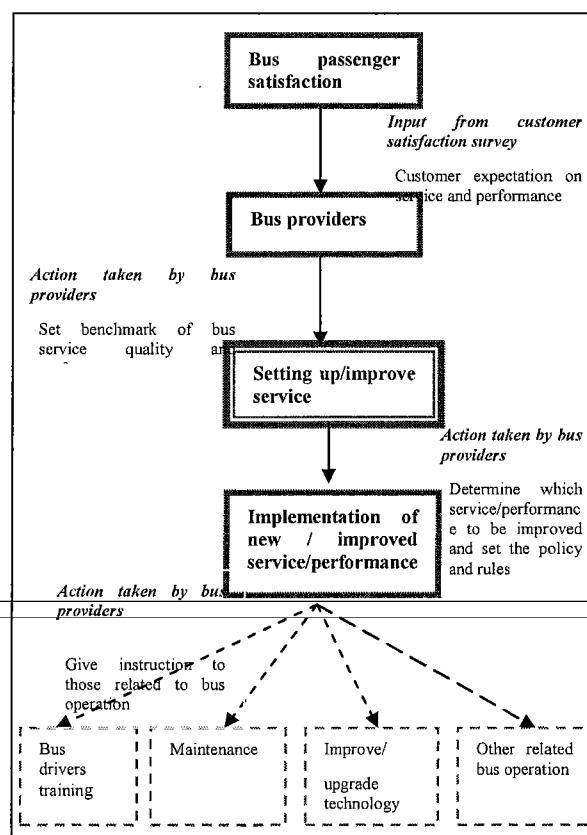 Bus passenger
satisfaction
Input from customer
satisfaction survey
Customer expectation on
service and performance
Bus providers
Action taken by bus
providers
Set benchmark of bus
service quality and
Setting up/improve
service
Action taken by bus
providers
Determine which
service/performanc
e to be improved
and set the policy
and rules
Implementation of
new / improved
service/performance
Action taken by bus
providers
Give instruction to
those related to bus
operation
Bus
drivers
training
Maintenance
Improve/
upgrade
technology
Other related
bus operation